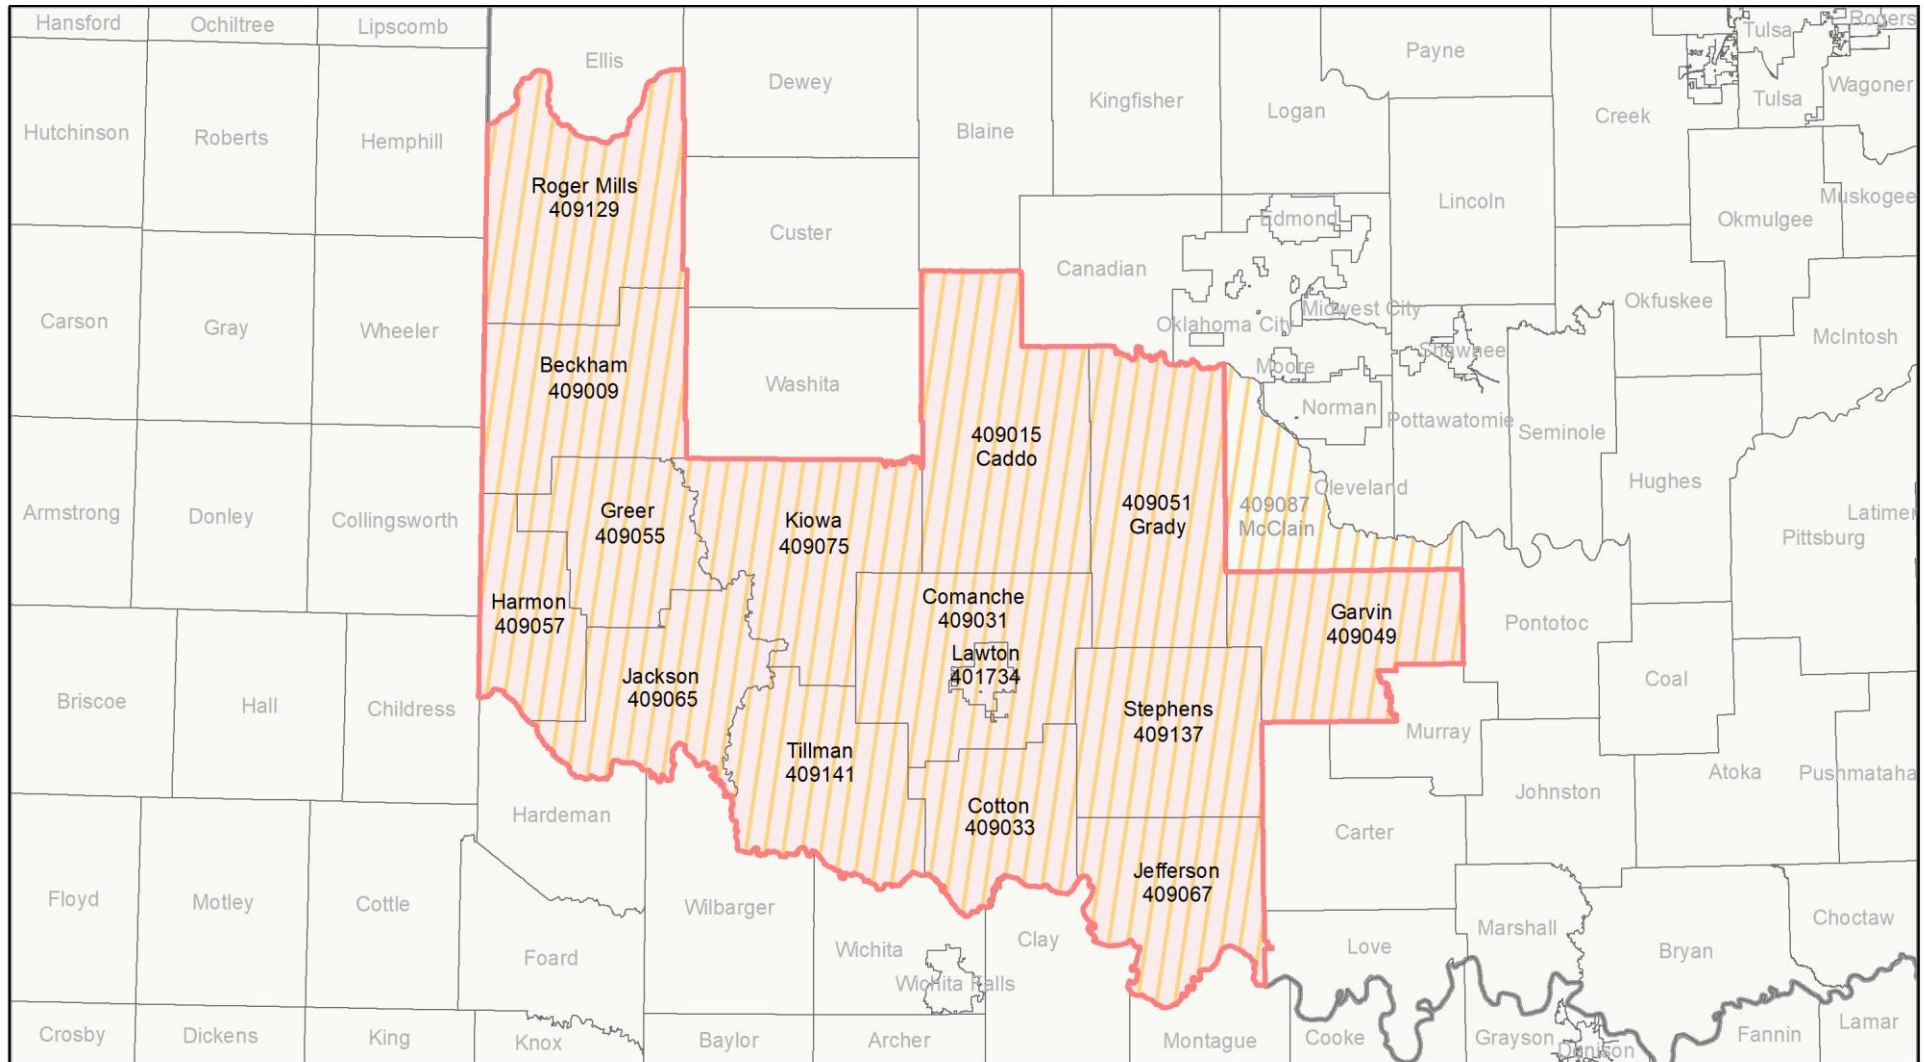 Hansford
Ochiltree
Lipscomb
Ellis
Dewey
Kingfisher
Logan
Payne
Creek
Tulsa
Rogers
Tulsa
Wagoner
Hutchinson
Roberts
Hemphill
Blaine
Roger Mills
409129
Custer
Canadian
Edmond
Lincoln
Okmulgee
Muskogee
Carson
Gray
Wheeler
Oklahoma City
Midwest City
Okfuskee
McIntosh
Beckham
409009
Washita
Moore
Shawnee
Norman
Pottawatomie
Seminole
409015
Caddo
Armstrong
Donley
Collingsworth
Greer
409055
Kiowa
409075
409051
Grady
409087
McClain
Cleveland
Hughes
Latimer
Pittsburg
Harmon
409057
Comanche
409031
Lawton
401734
Garvin
409049
Pontotoc
Briscoe
Hall
Childress
Jackson
409065
Coal
Stephens
409137
Murray
Tillman
409141
Atoka
Pushmataha
Johnston
Hardeman
Cotton
409033
Carter
Floyd
Motley
Cottle
Wilbarger
Jefferson
409067
Choctaw
Foard
Wichita
Wichita Falls
Clay
Love
Marshall
Bryan
Crosby
Dickens
King
Knox
Baylor
Archer
Montague
Cooke
Grayson
Denison
Fannin
Lamar